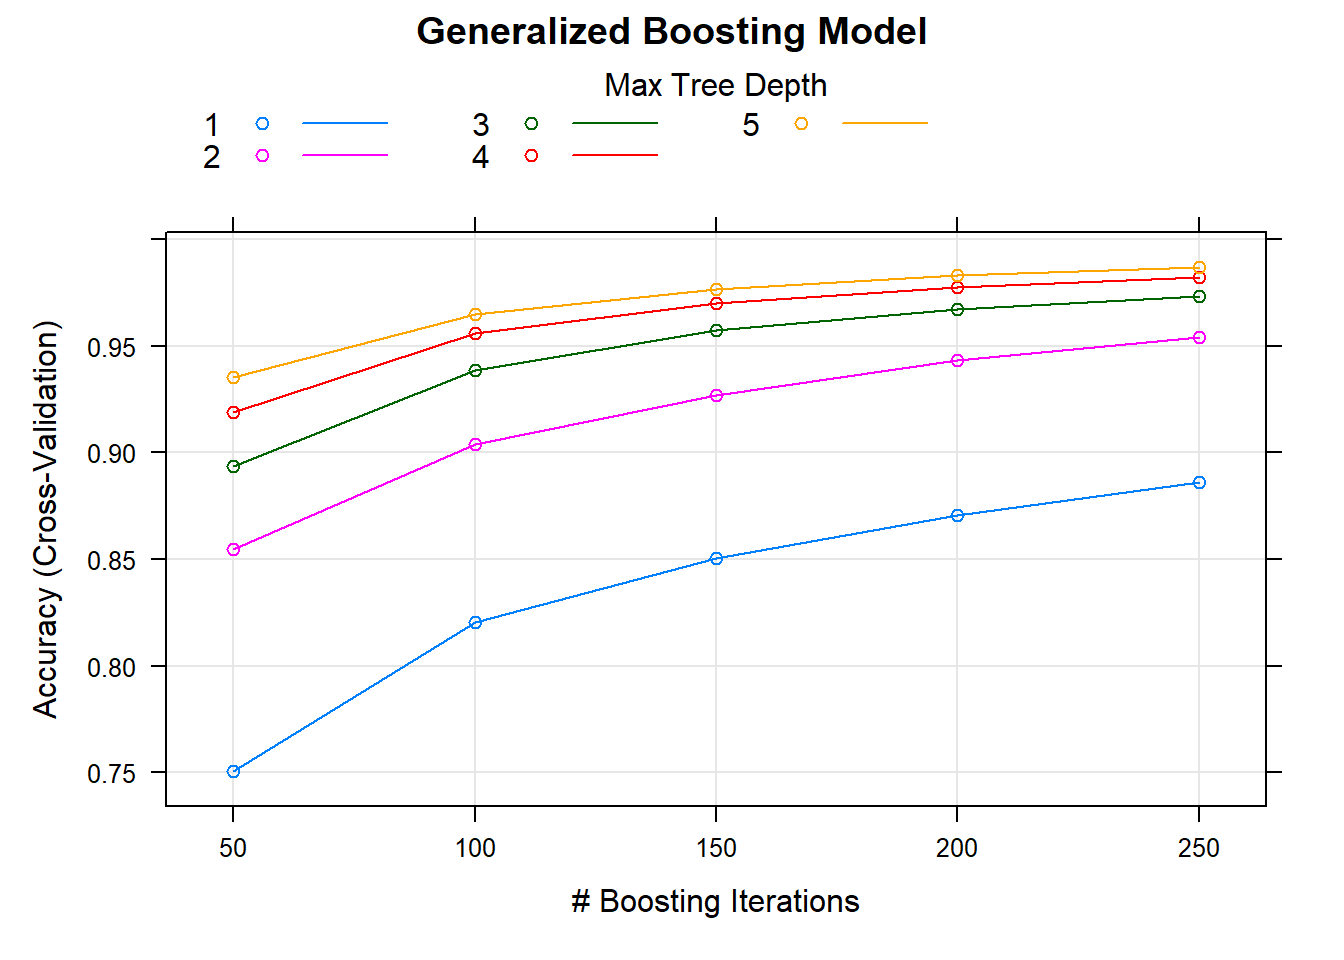 Generalized Boosting Model
Max Tree Depth
1 3 5
2 4
Accuracy (Cross-Validation)
0.95
0.90
0.85
0.80
0.75
50 100 150 200 250
# Boosting Iterations